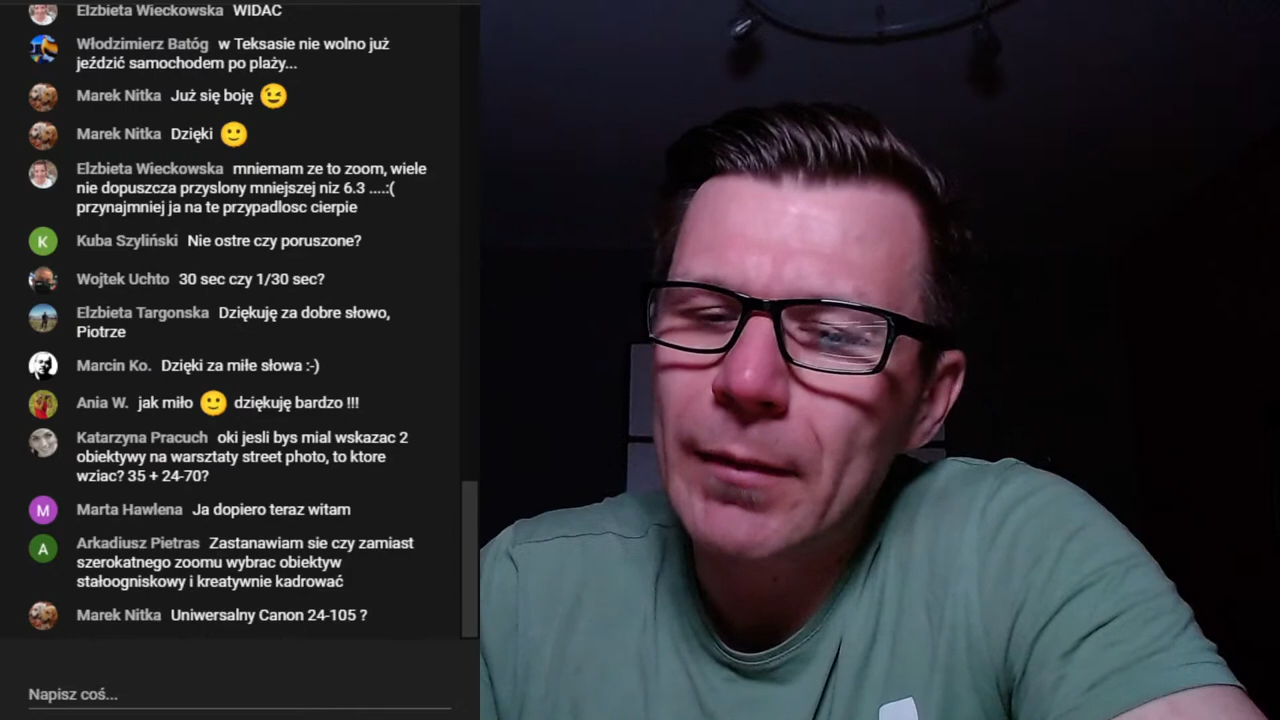 Elzbieta Wieckowska WIDAC
Włodzimierz Batóg w Teksasie nie wolno już
jeździć samochodem po plaży...
Marek Nitka Już się boję 😉
Marek Nitka Dzięki 🙂
Elzbieta Wieckowska mniemam ze to zoom, wiele
nie dopuszcza przyslony mniejszej niz 6.3 ....:(
przynajmniej ja na te przypadlosc cierpie
K
Kuba Szyliński Nie ostre czy poruszone?
Wojtek Uchto 30 sec czy 1/30 sec?
Elzbieta Targonska Dziękuję za dobre słowo,
Piotrze
Marcin Ko. Dzięki za miłe słowa :-)
Ania W. jak miło 🙂 dziękuję bardzo !!!
Katarzyna Pracuch oki jesli bys mial wskazac 2
obiektywy na warsztaty street photo, to ktore
wziac? 35 + 24-70?
M
Marta Hawlena Ja dopiero teraz witam
A
Arkadiusz Pietras Zastanawiam sie czy zamiast
szerokatnego zoomu wybrac obiektyw
stałoogniskowy i kreatywnie kadrować
Marek Nitka Uniwersalny Canon 24-105 ?
Napisz coś...